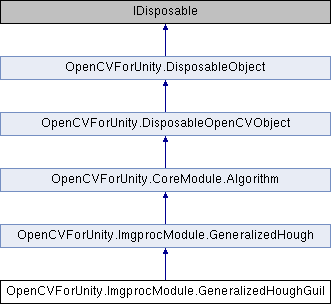 IDisposable
OpenCVForUnity.DisposableObject
OpenCVForUnity.DisposableOpenCVObject
OpenCVForUnity.CoreModule.Algorithm
OpenCVForUnity.ImgprocModule.GeneralizedHough
OpenCVForUnity.ImgprocModule.GeneralizedHoughGuil